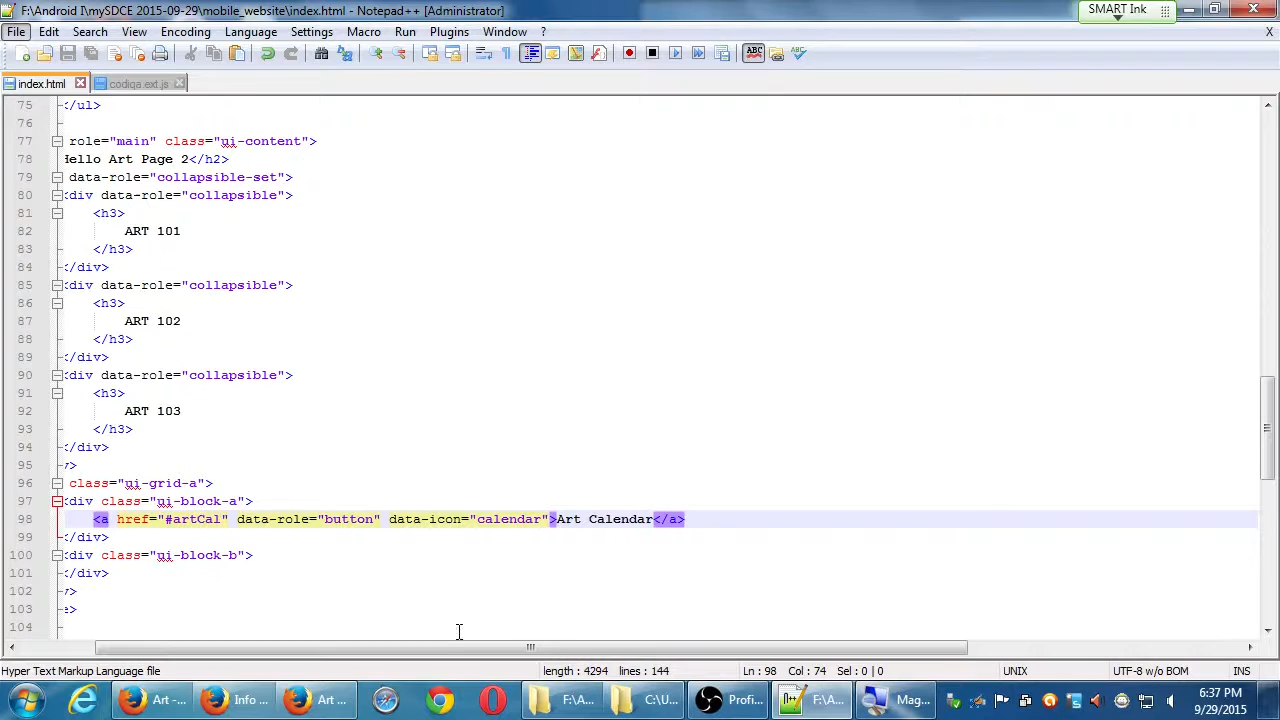 F:\Android I\mySDCE 2015-09-29\mobile_website\index.html - Notepad++ [Administrator]
SMART Ink
File Edit Search View Encoding Language Settings Macro Run Plugins Window ? X
index.html codiqa.ext.js
75 </ul>
76
77 role="main" class="ui-content">
78 Hello Art Page 2</h2>
79 data-role="collapsible-set">
80 <div data-role="collapsible">
81 <h3>
82 ART 101
83 </h3>
84 </div>
85 <div data-role="collapsible">
86 <h3>
87 ART 102
88 </h3>
89 </div>
90 <div data-role="collapsible">
91 <h3>
92 ART 103
93 </h3>
94 </div>
95 >
96 class="ui-grid-a">
97 <div class="ui-block-a">
98 <a href="#artCal" data-role="button" data-icon="calendar">Art Calendar</a>
99 </div>
100 <div class="ui-block-b">
101 </div>
102 >
103 e>
104
Hyper Text Markup Language file length : 4294 lines : 144 Ln : 98 Col : 74 Sel : 0 | 0 UNIX UTF-8 w/o BOM INS
Art -... Info ... Art ... F:\A... C:\U... Profi... F:\A... Mag...
6:37 PM
9/29/2015